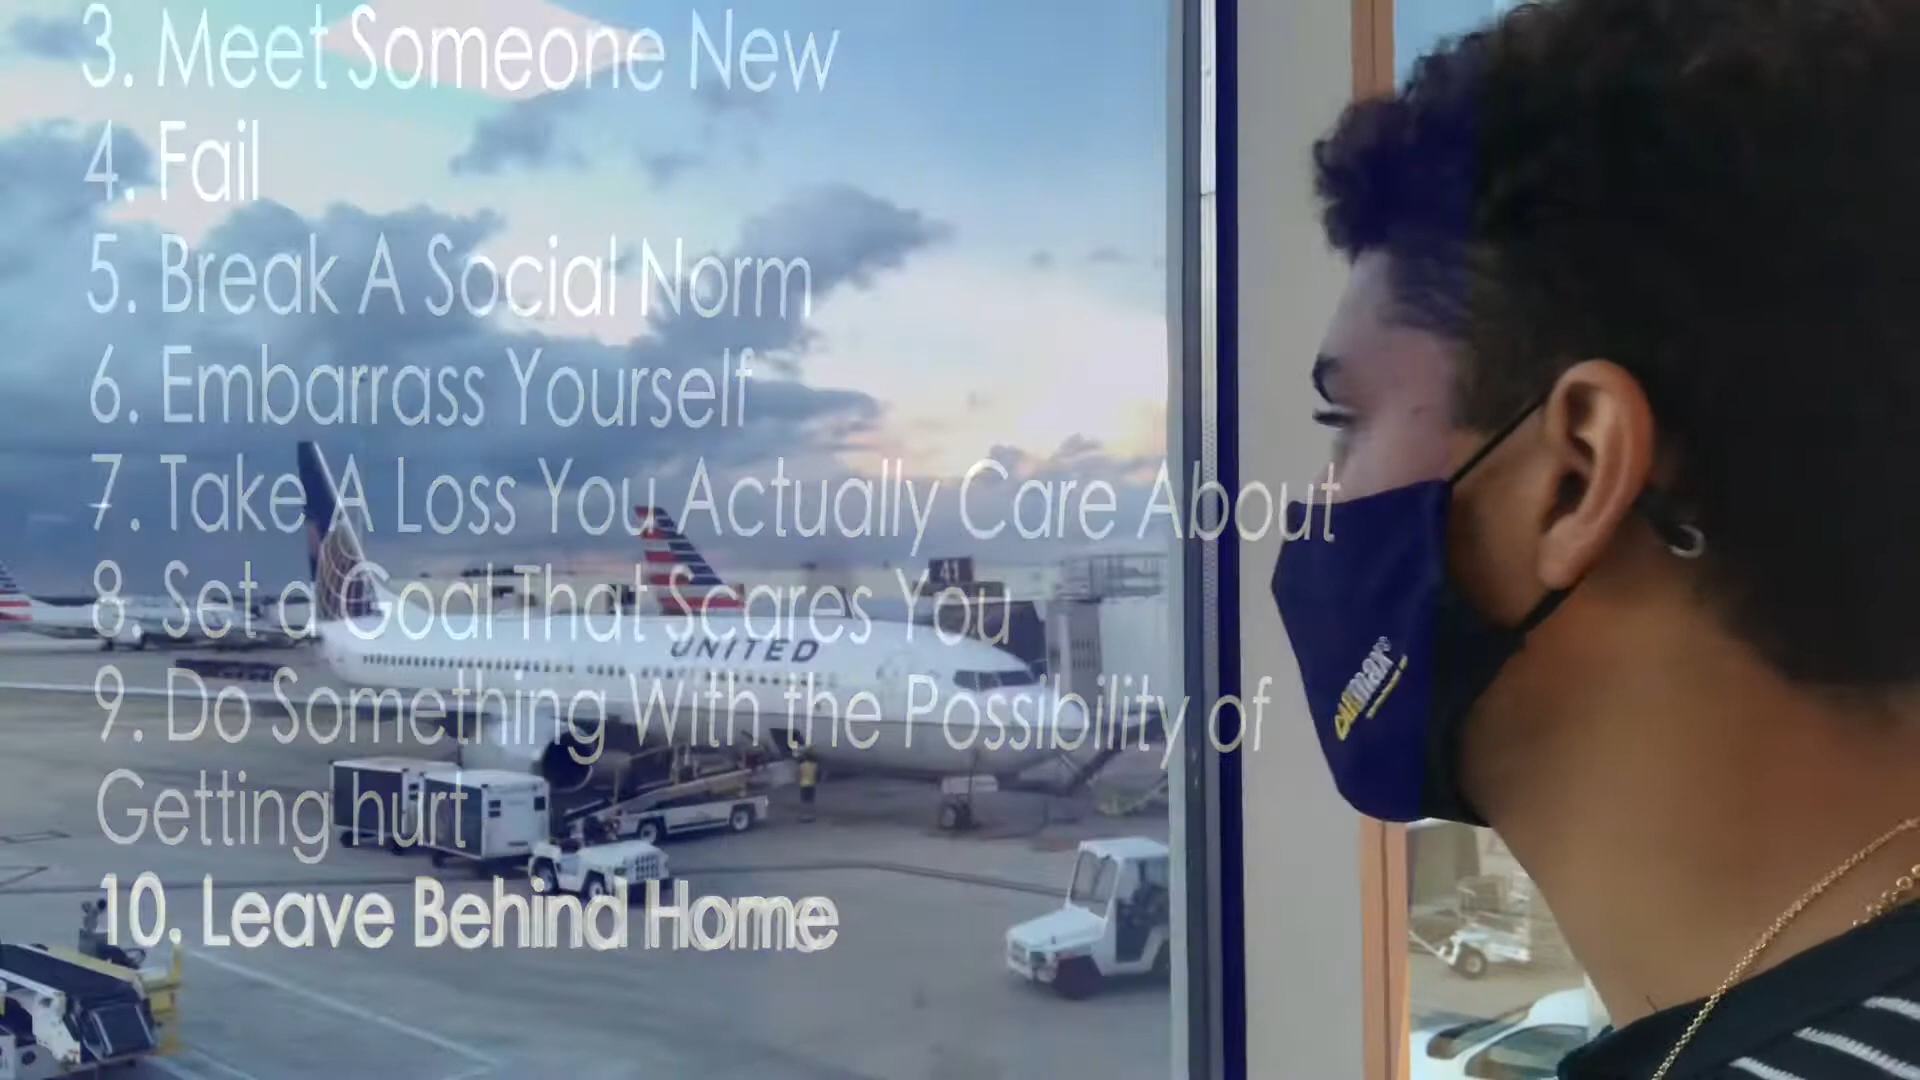 3. Meet Someone New
4. Fail
5. Break A Social Norm
6. Embarrass Yourself
7. Take A Loss You Actually Care About
8. Set a Goal That Scares You
9. Do Something With the Possibility of
Getting hurt
10. Leave Behind Home
41
UNITED
CARMAX